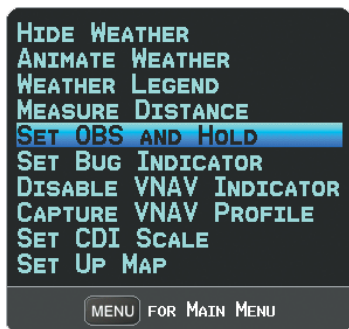 HIDE WEATHER
ANIMATE WEATHER
WEATHER LEGEND
MEASURE DISTANCE
SET OBS AND HOLD
SET BUG INDICATOR
DISABLE VNAV INDICATOR
CAPTURE VNAV PROFILE
SET CDI SCALE
SET UP MAP
MENU FOR MAIN MENU